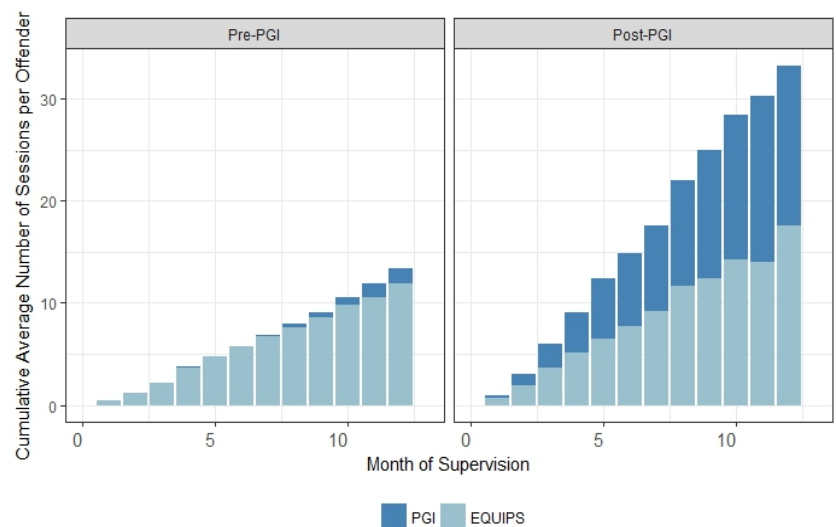 Pre-PGI
Post-PGI
Cumulative Average Number of Sessions per Offender
30
20
10
0
0
5
10
0
5
10
Month of Supervision
PGI
EQUIPS